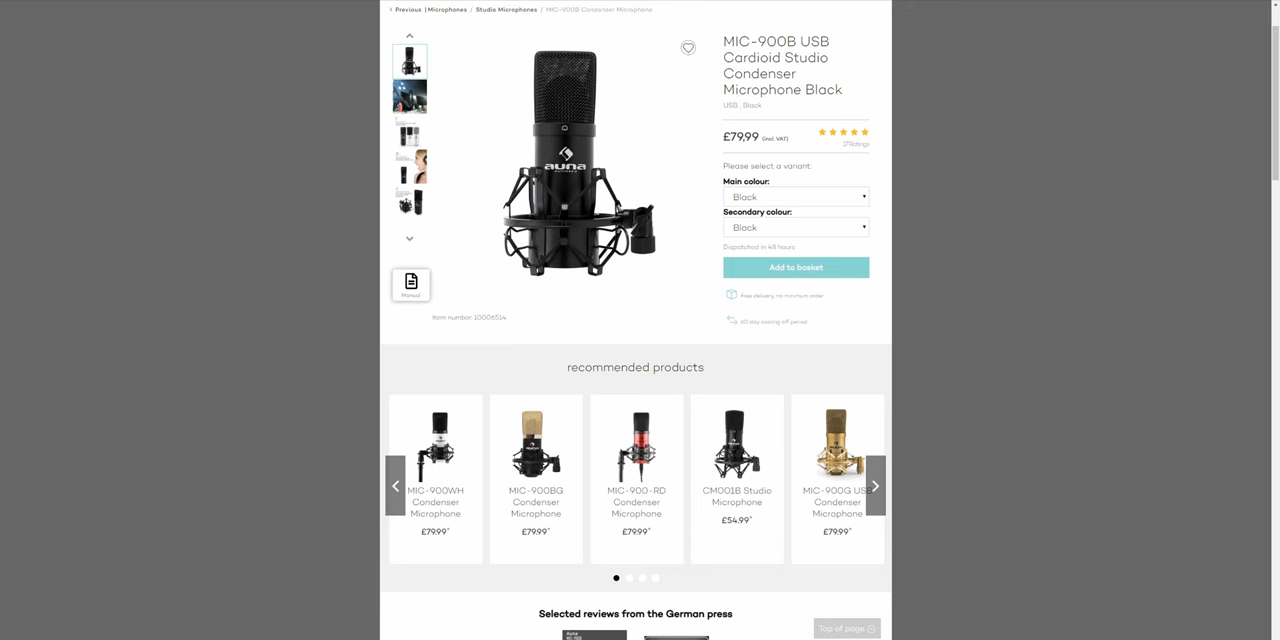 Previous | Microphones / Studio Microphones / MIC-900B Condenser Microphone
MIC-900B USB
Cardioid Studio
Condenser
Microphone Black
USB , Black
£79,99 (incl. VAT)
27Ratings
Please select a variant:
Main colour:
Black
Secondary colour:
Black
Dispatched in 48 hours
Add to basket
Free delivery, no minimum order
60 day cooling off period
auna
Manual
Item number: 10006514
recommended products
MIC-900WH
Condenser
Microphone
£79.99*
MIC-900BG
Condenser
Microphone
£79.99*
MIC-900-RD
Condenser
Microphone
£79.99*
CM001B Studio
Microphone
£54.99*
MIC-900G USB
Condenser
Microphone
£79.99*
Selected reviews from the German press
Auna
MIC-900B
Top of page